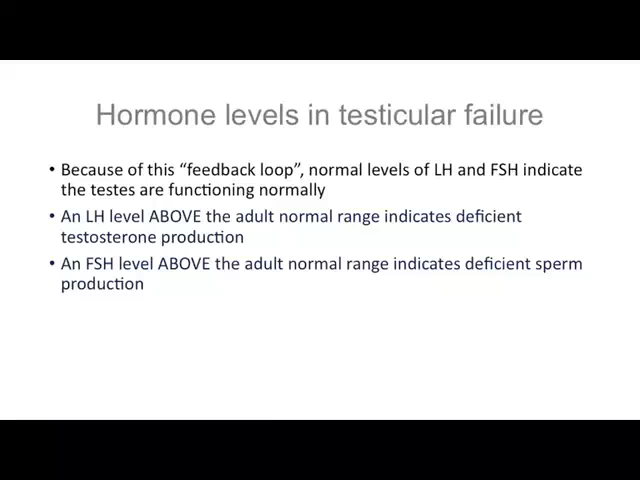 Hormone levels in testicular failure
• Because of this “feedback loop”, normal levels of LH and FSH indicate
the testes are functioning normally
• An LH level ABOVE the adult normal range indicates deficient
testosterone production
• An FSH level ABOVE the adult normal range indicates deficient sperm
production